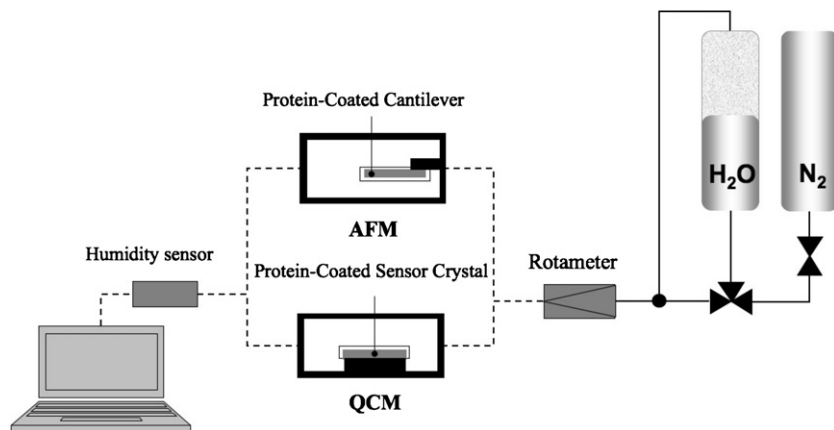 Protein-Coated Cantilever
AFM
Humidity sensor
Protein-Coated Sensor Crystal
QCM
Rotameter
H₂O
N₂